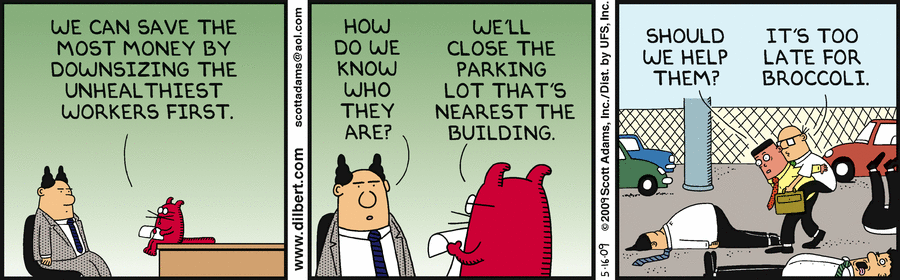 WE CAN SAVE THE
MOST MONEY BY
DOWNSIZING THE
UNHEALTHIEST
WORKERS FIRST.
www.dilbert.com scottadams@aol.com
HOW
DO WE
KNOW
WHO
THEY
ARE?
WE'LL
CLOSE THE
PARKING
LOT THAT'S
NEAREST THE
BUILDING.
5-16-09 © 2009 Scott Adams, Inc./Dist. by UFS, Inc.
SHOULD
WE HELP
THEM?
IT'S TOO
LATE FOR
BROCCOLI.